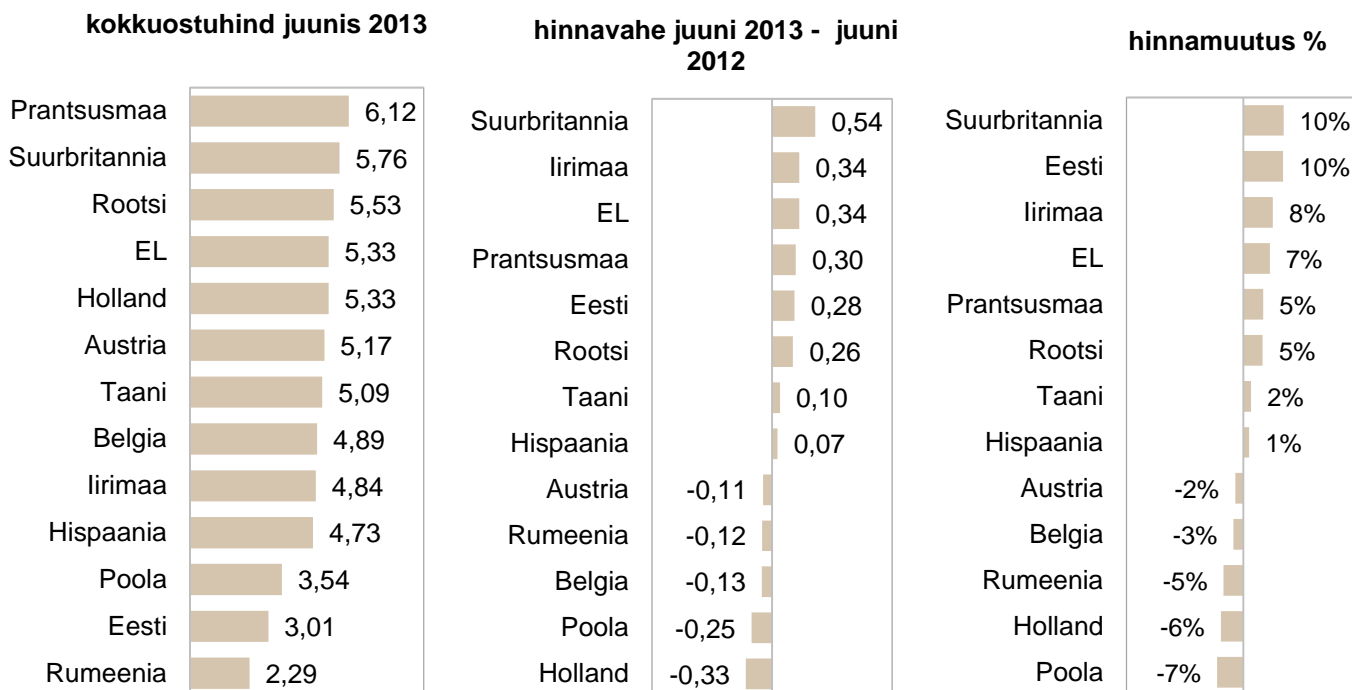 kokkuostuhind juunis 2013
Prantsusmaa 6,12
Suurbritannia 5,76
Rootsi 5,53
EL 5,33
Holland 5,33
Austria 5,17
Taani 5,09
Belgia 4,89
Iirimaa 4,84
Hispaania 4,73
Poola 3,54
Eesti 3,01
Rumeenia 2,29
hinnavahe juuni 2013 - juuni
2012
Suurbritannia 0,54
Iirimaa 0,34
EL 0,34
Prantsusmaa 0,30
Eesti 0,28
Rootsi 0,26
Taani 0,10
Hispaania 0,07
Austria -0,11
Rumeenia -0,12
Belgia -0,13
Poola -0,25
Holland -0,33
hinnamuutus %
Suurbritannia 10%
Eesti 10%
Iirimaa 8%
EL 7%
Prantsusmaa 5%
Rootsi 5%
Taani 2%
Hispaania 1%
Austria -2%
Belgia -3%
Rumeenia -5%
Holland -6%
Poola -7%